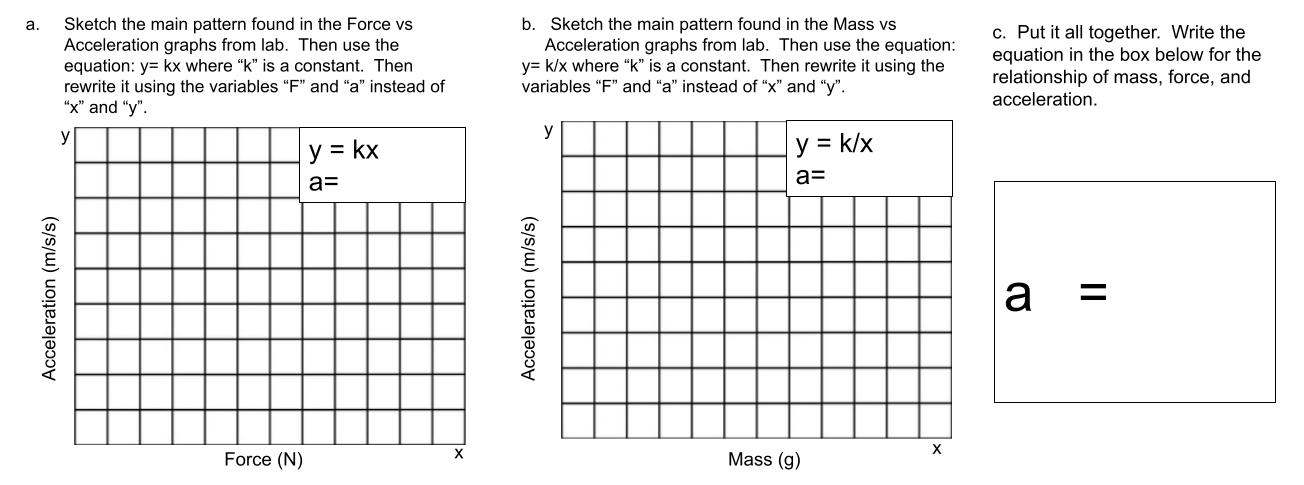 a. Sketch the main pattern found in the Force vs
Acceleration graphs from lab. Then use the
equation: y= kx where “k” is a constant. Then
rewrite it using the variables “F” and “a” instead of
“x” and “y”.
y
y = kx
a=
Acceleration (m/s/s)
Force (N)
x
b. Sketch the main pattern found in the Mass vs
Acceleration graphs from lab. Then use the equation:
y= k/x where “k” is a constant. Then rewrite it using the
variables “F” and “a” instead of “x” and “y”.
y
y = k/x
a=
Acceleration (m/s/s)
Mass (g)
x
c. Put it all together. Write the
equation in the box below for the
relationship of mass, force, and
acceleration.
a =